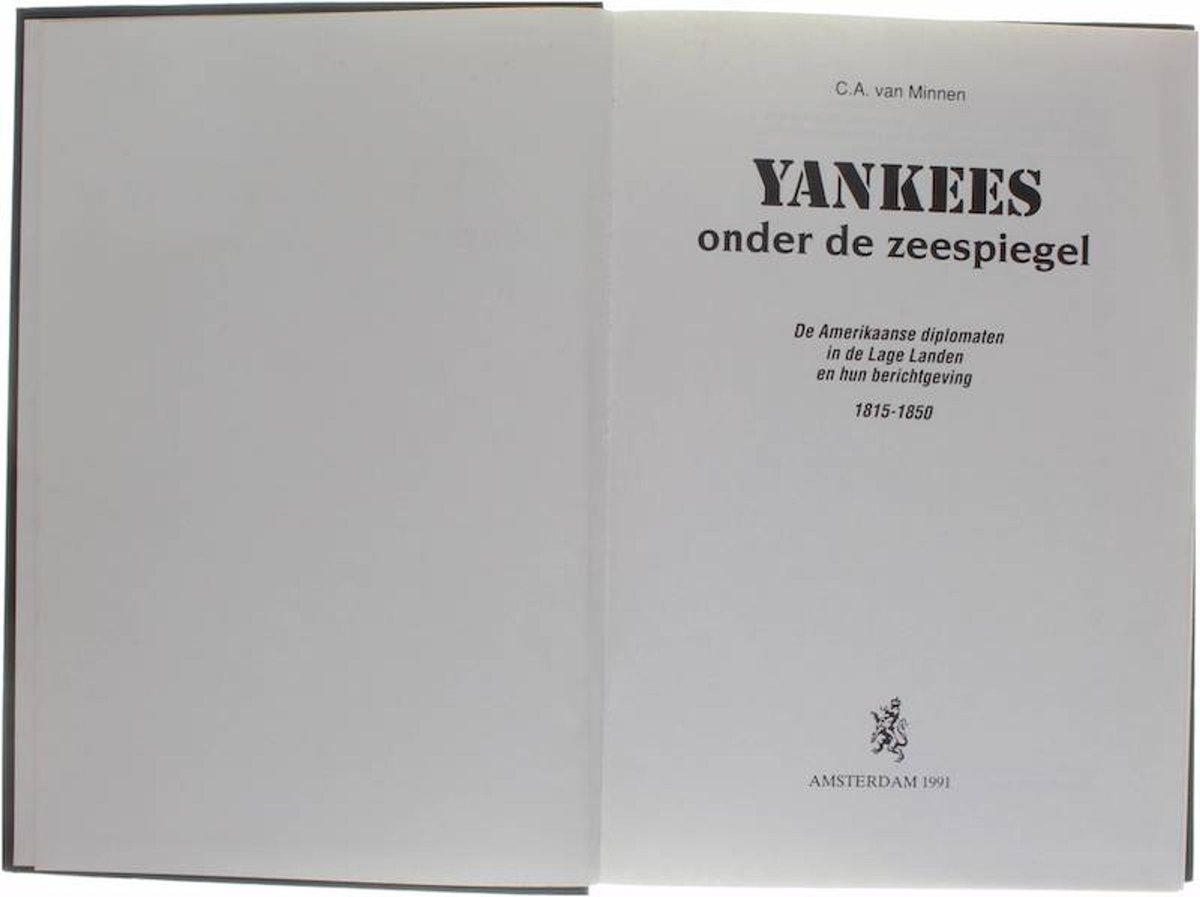 C.A. van Minnen
YANKEES
onder de zeespiegel
De Amerikaanse diplomaten
in de Lage Landen
en hun berichtgeving
1815-1850
AMSTERDAM 1991